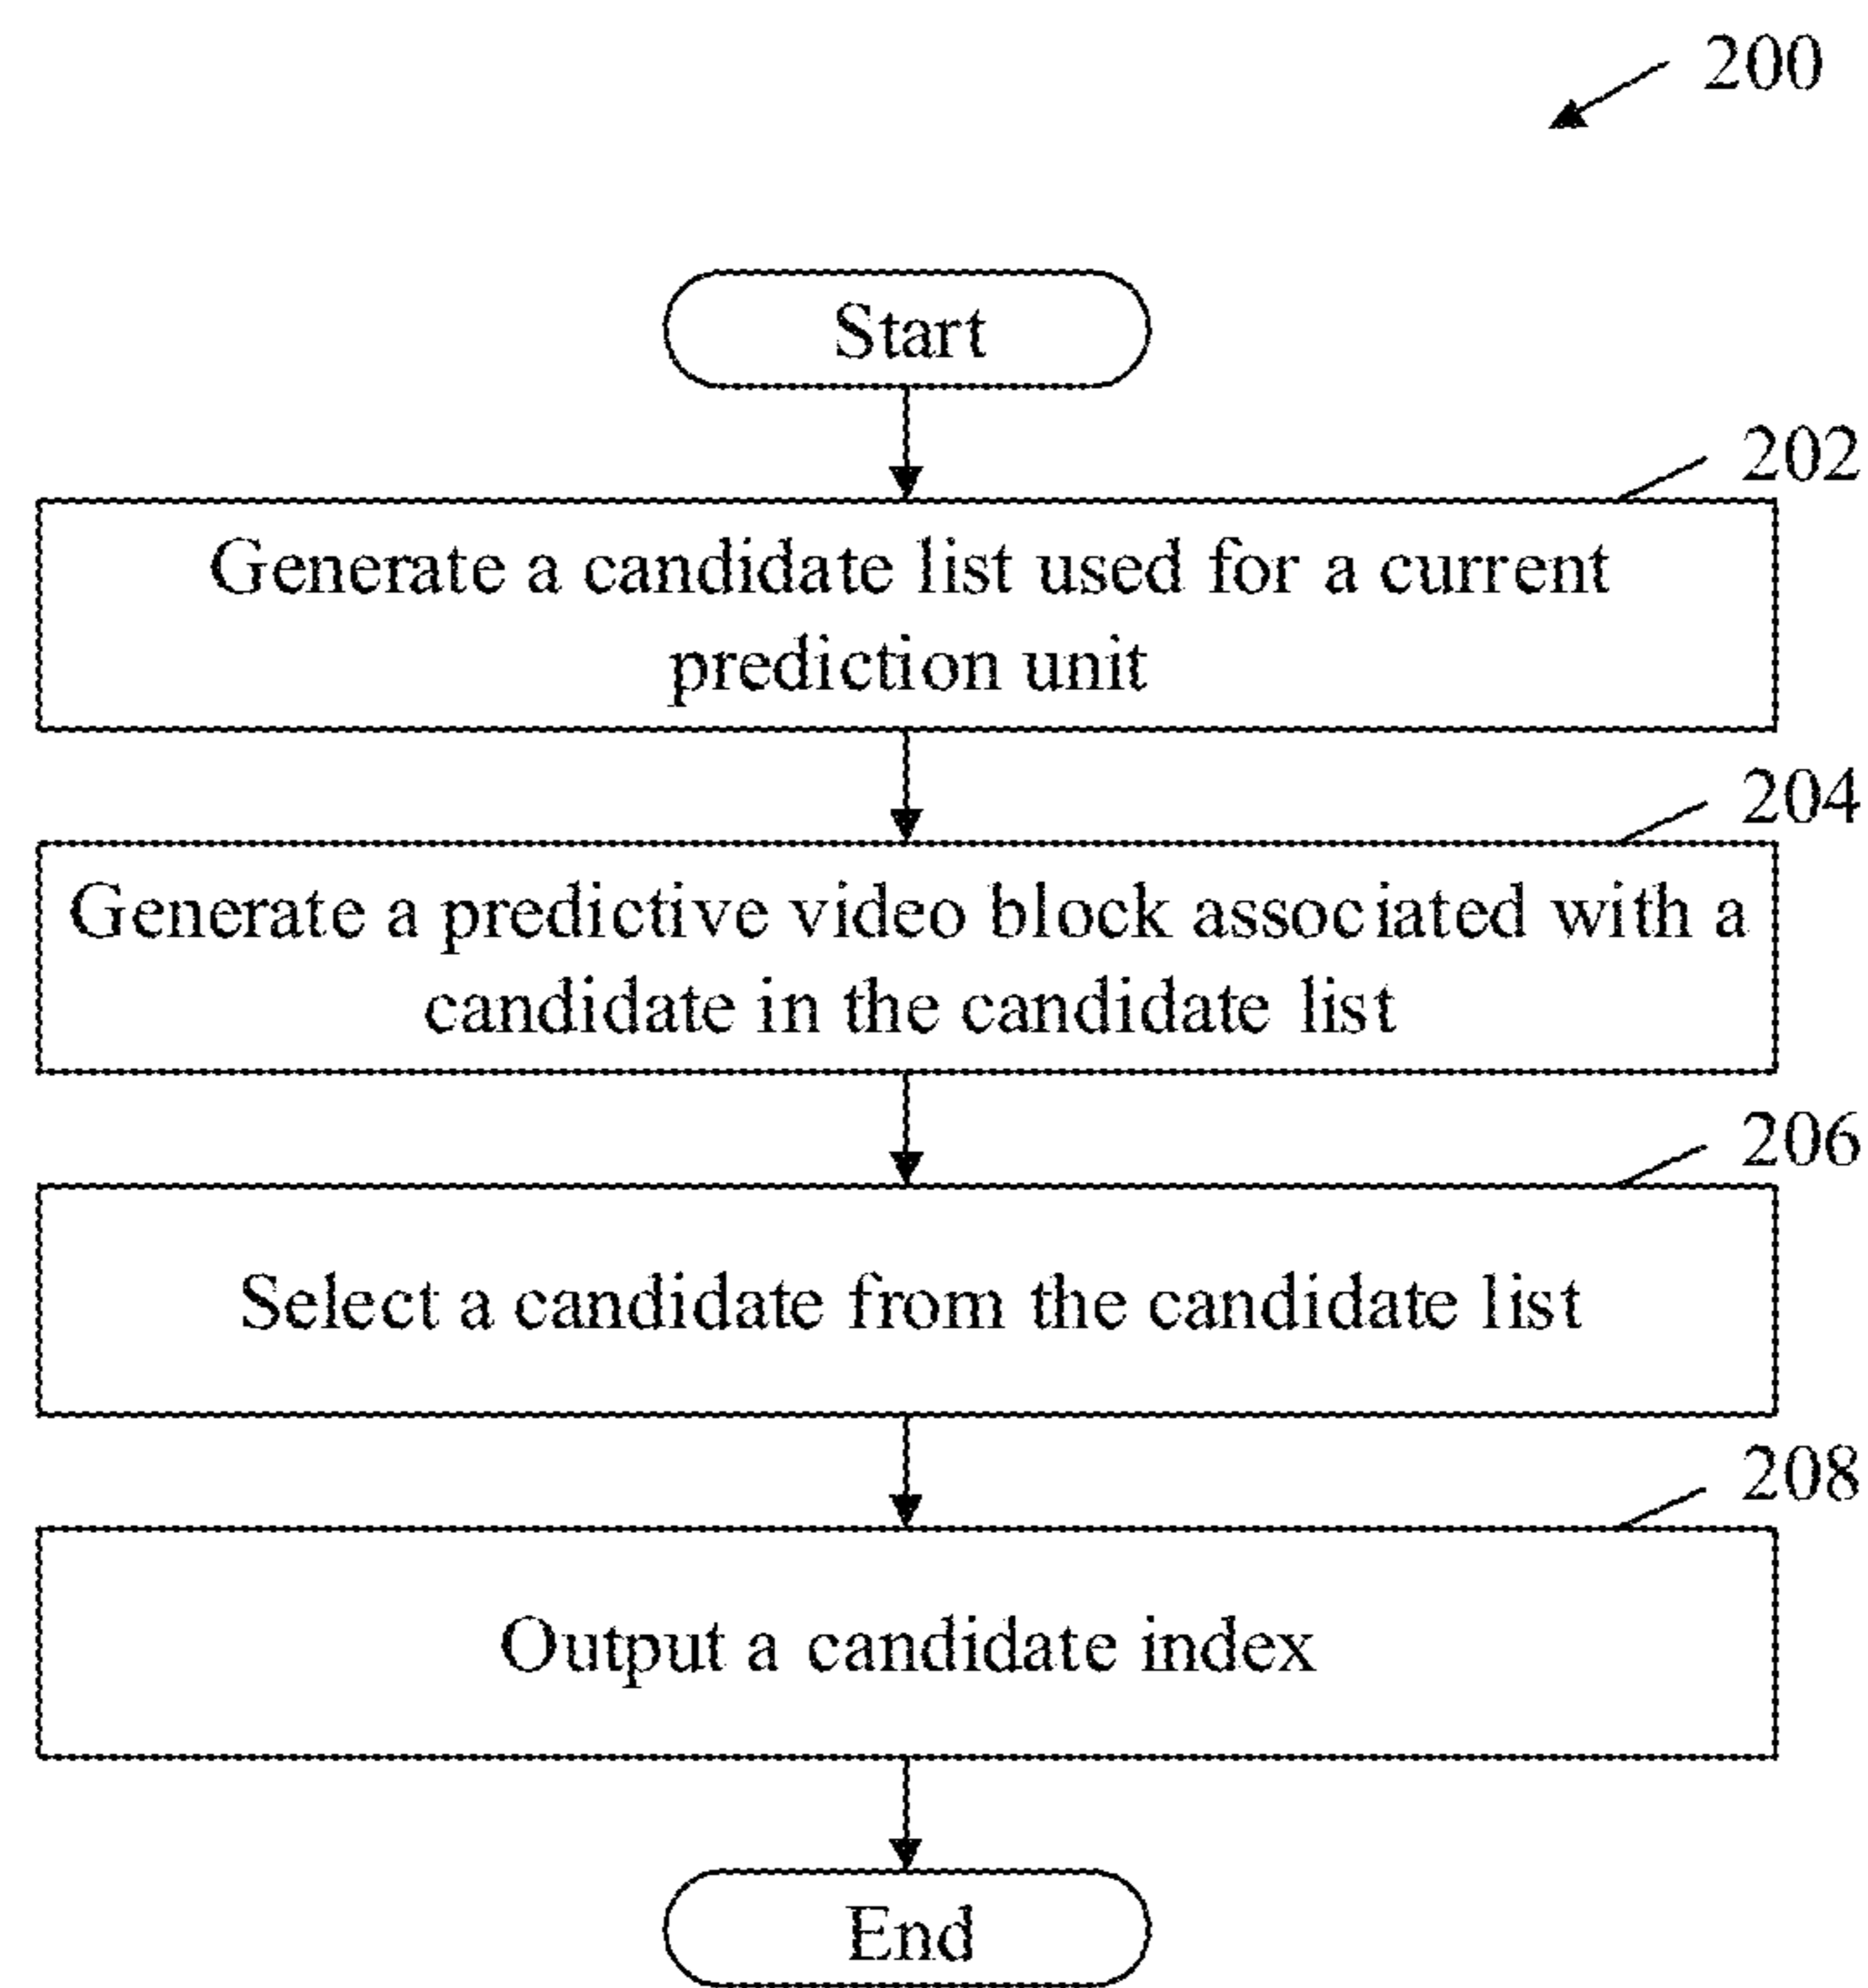 200
Start
202
Generate a candidate list used for a current
prediction unit
204
Generate a predictive video block associated with a
candidate in the candidate list
206
Select a candidate from the candidate list
208
Output a candidate index
End